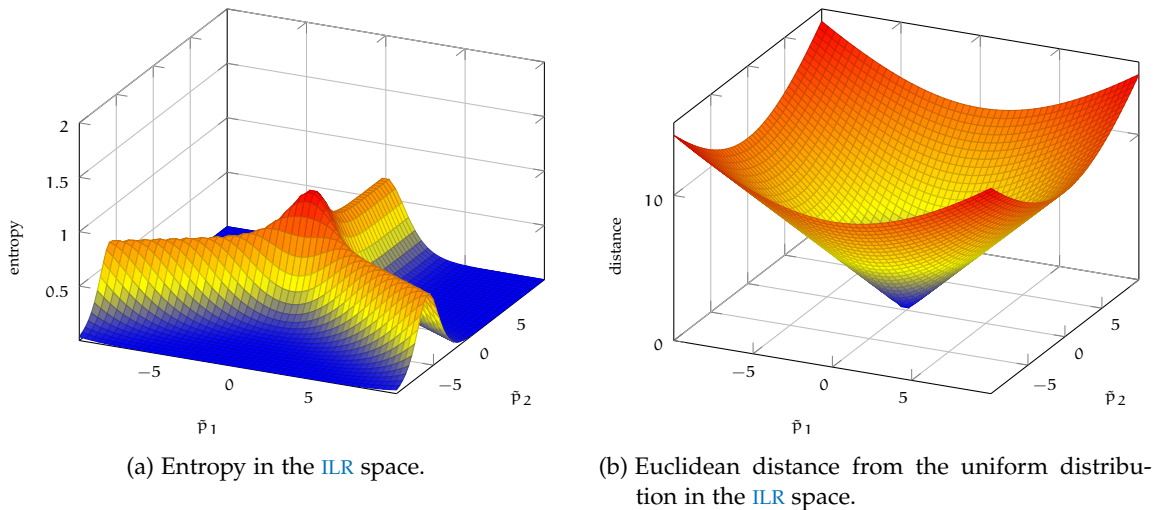 2
1.5
1
0.5
entropy
−5
0
5
p̃1
−5
0
5
p̃2
(a) Entropy in the ILR space.
10
0
distance
−5
0
5
p̃1
−5
0
5
p̃2
(b) Euclidean distance from the uniform distribu-
tion in the ILR space.